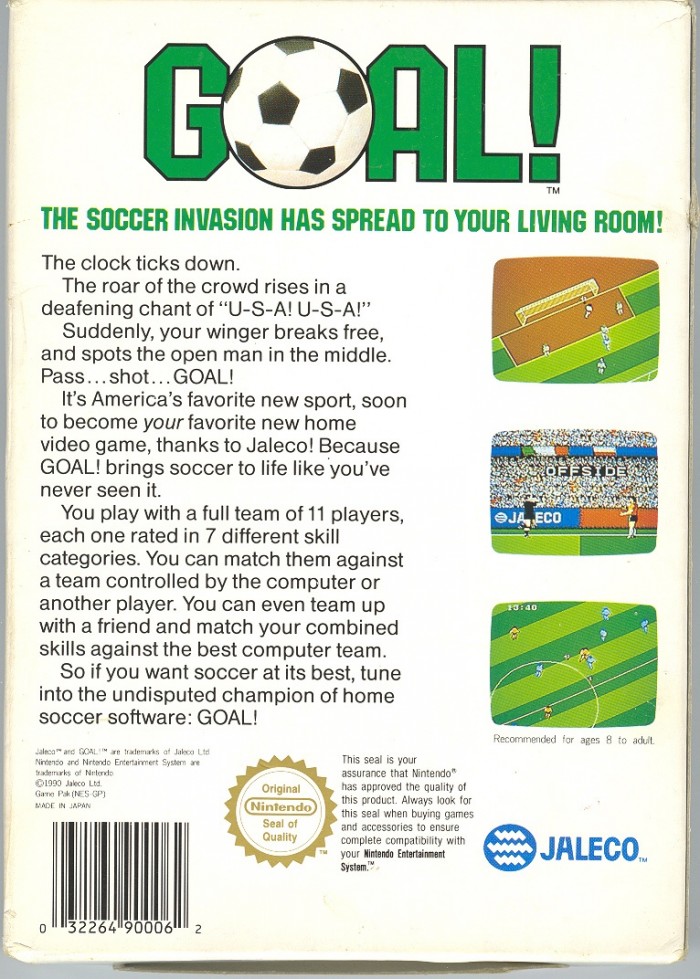 GOAL!
TM
THE SOCCER INVASION HAS SPREAD TO YOUR LIVING ROOM!
The clock ticks down.
The roar of the crowd rises in a
deafening chant of "U-S-A! U-S-A!"
Suddenly, your winger breaks free,
and spots the open man in the middle.
Pass...shot...GOAL!
It's America's favorite new sport, soon
to become your favorite new home
video game, thanks to Jaleco! Because
GOAL! brings soccer to life like you've
never seen it.
You play with a full team of 11 players,
each one rated in 7 different skill
categories. You can match them against
a team controlled by the computer or
another player. You can even team up
with a friend and match your combined
skills against the best computer team.
So if you want soccer at its best, tune
into the undisputed champion of home
soccer software: GOAL!
OFFSIDE
JALECO
13:40
Recommended for ages 8 to adult.
Jaleco™ and GOAL!™ are trademarks of Jaleco Ltd
Nintendo and Nintendo Entertainment System are
trademarks of Nintendo
©1990 Jaleco Ltd.
Game Pak (NES-GP)
MADE IN JAPAN
0 32264 90006 2
Original
Nintendo
Seal of
Quality
TM
This seal is your
assurance that Nintendo®
has approved the quality of
this product. Always look for
this seal when buying games
and accessories to ensure
complete compatibility with
your Nintendo Entertainment
System.™
JALECO™